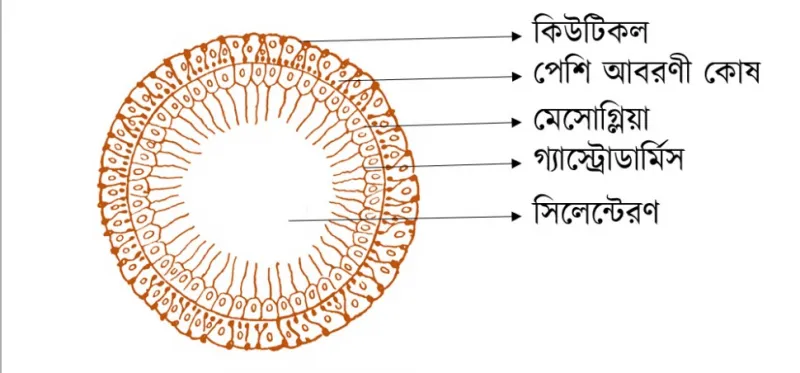 কিউটিকল
পেশি আবরণী কোষ
মেসোগ্লিয়া
গ্যাস্ট্রোডার্মিস
সিলেন্টেরণ